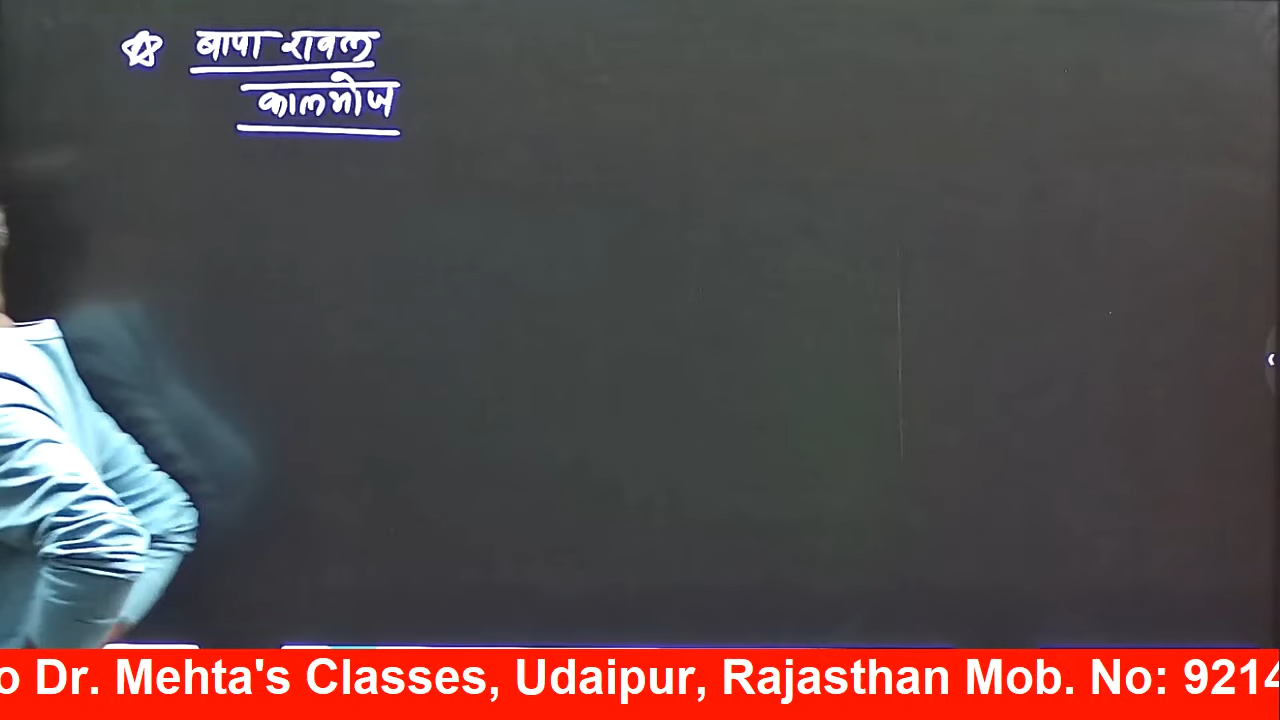 बापा रावल
कालभोज
o Dr. Mehta's Classes, Udaipur, Rajasthan Mob. No: 9214